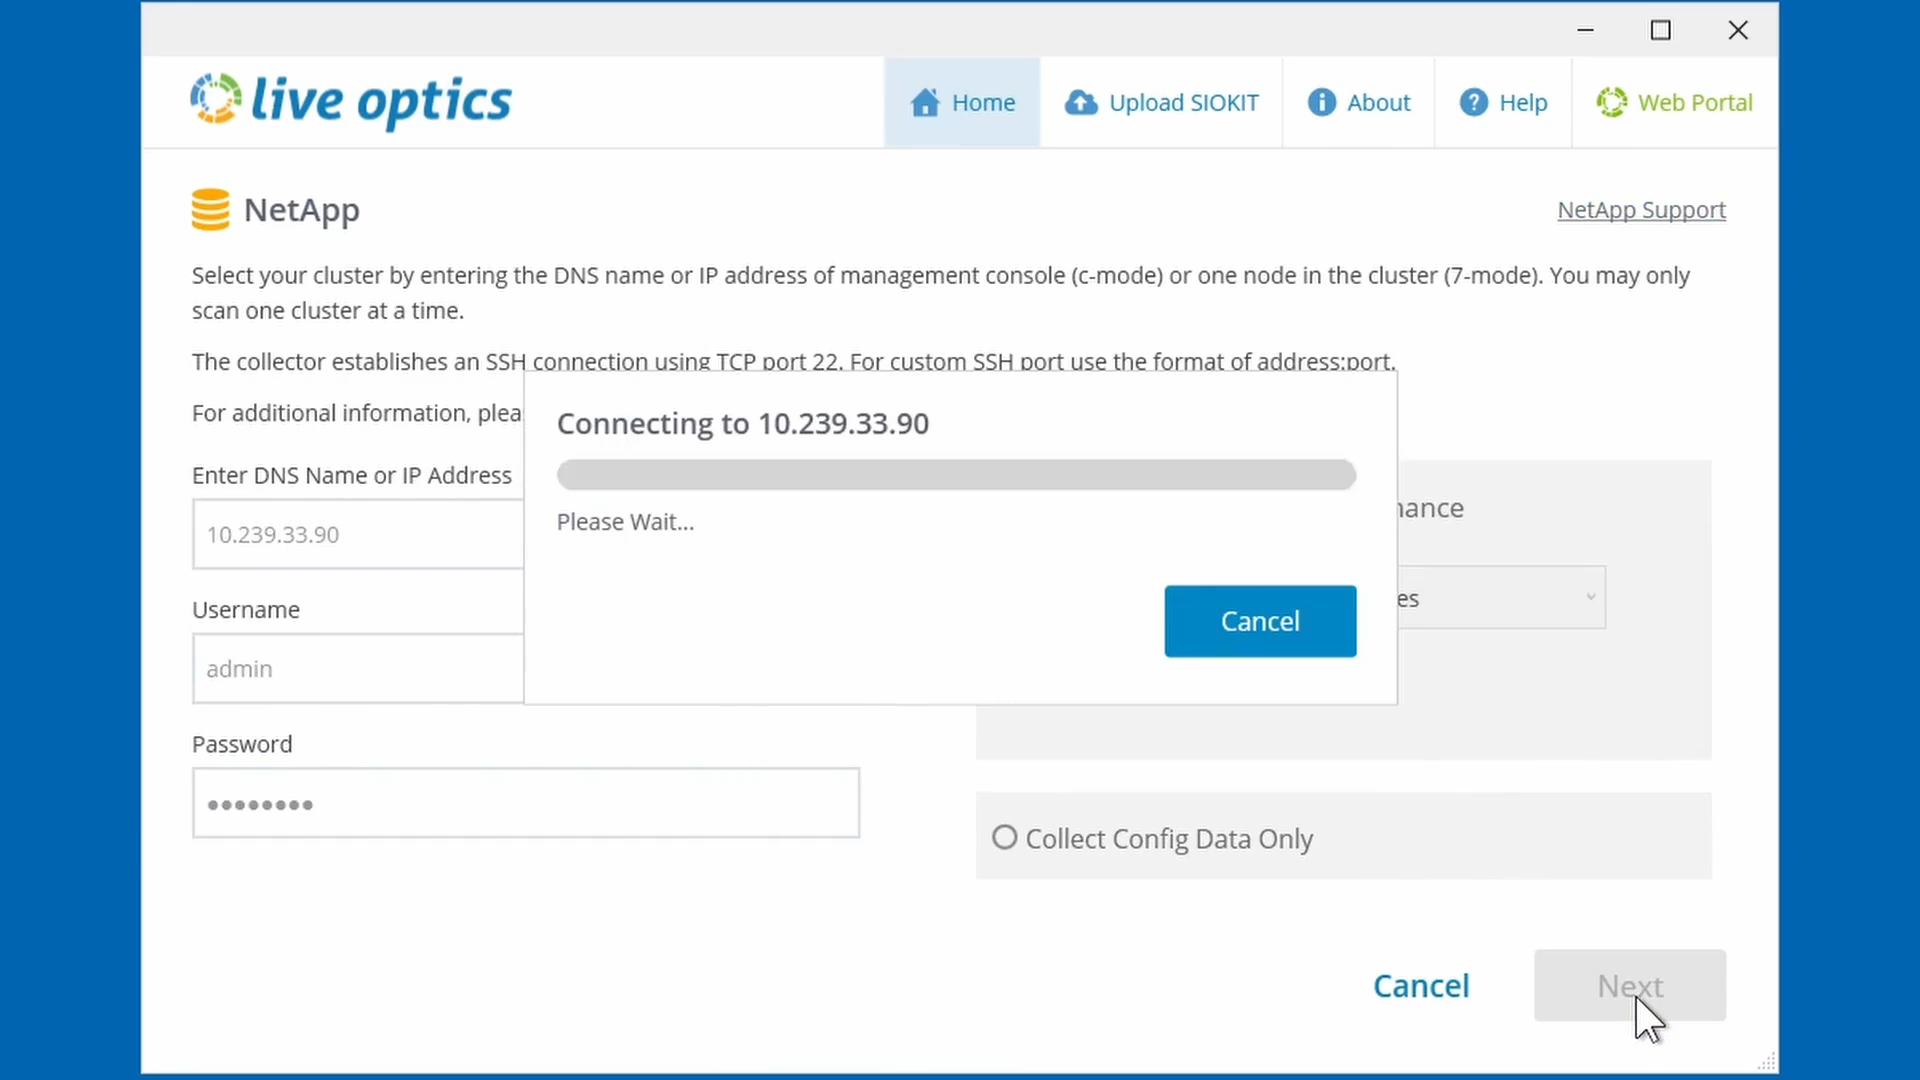 live optics
Home
Upload SIOKIT
About
Help
Web Portal
NetApp
NetApp Support
Select your cluster by entering the DNS name or IP address of management console (c-mode) or one node in the cluster (7-mode). You may only
scan one cluster at a time.
The collector establishes an SSH connection using TCP port 22. For custom SSH port use the format of address:port.
For additional information,
Connecting to 10.239.33.90
Please Wait...
Cancel
Enter DNS Name or IP Address
10.239.33.90
Username
admin
Password
Collect Config Data Only
Cancel
Next